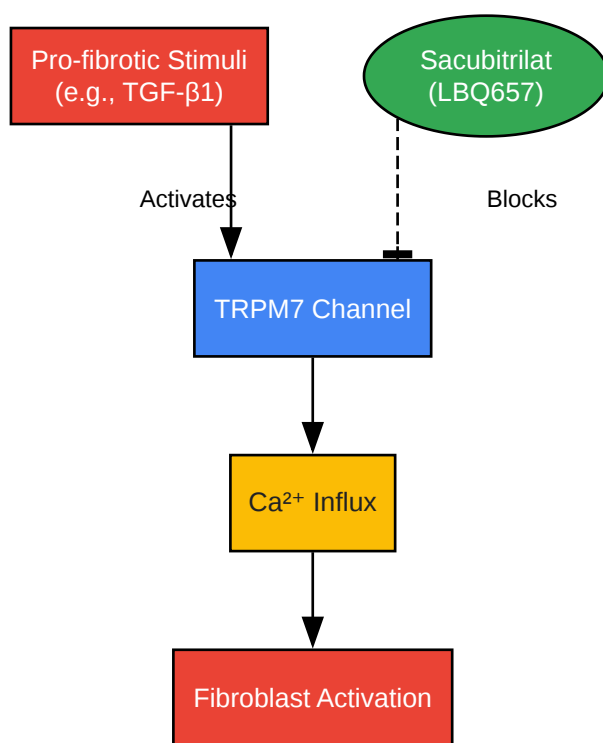 Pro-fibrotic Stimuli
(e.g., TGF-β1)
Sacubitrilat
(LBQ657)
Activates
Blocks
TRPM7 Channel
Ca²⁺ Influx
Fibroblast Activation